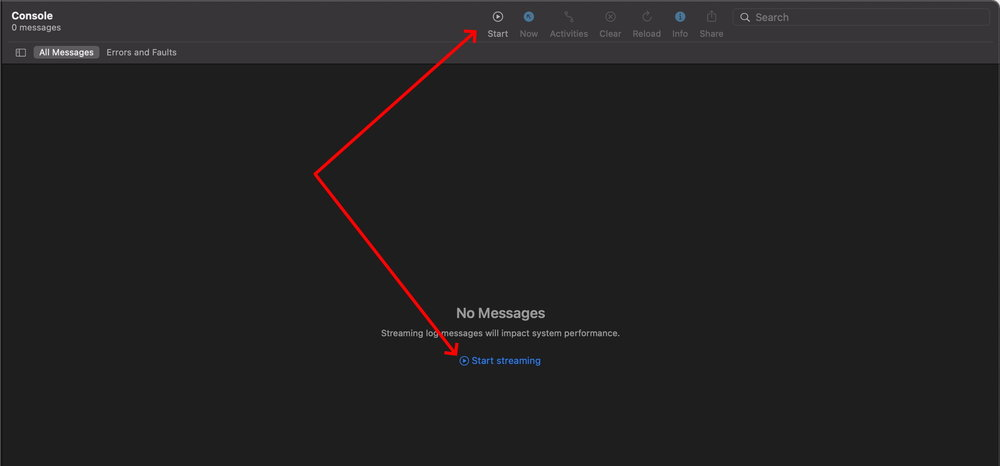 Console
0 messages
Start Now Activities Clear Reload Info Share
Search
All Messages Errors and Faults
No Messages
Streaming log messages will impact system performance.
Start streaming